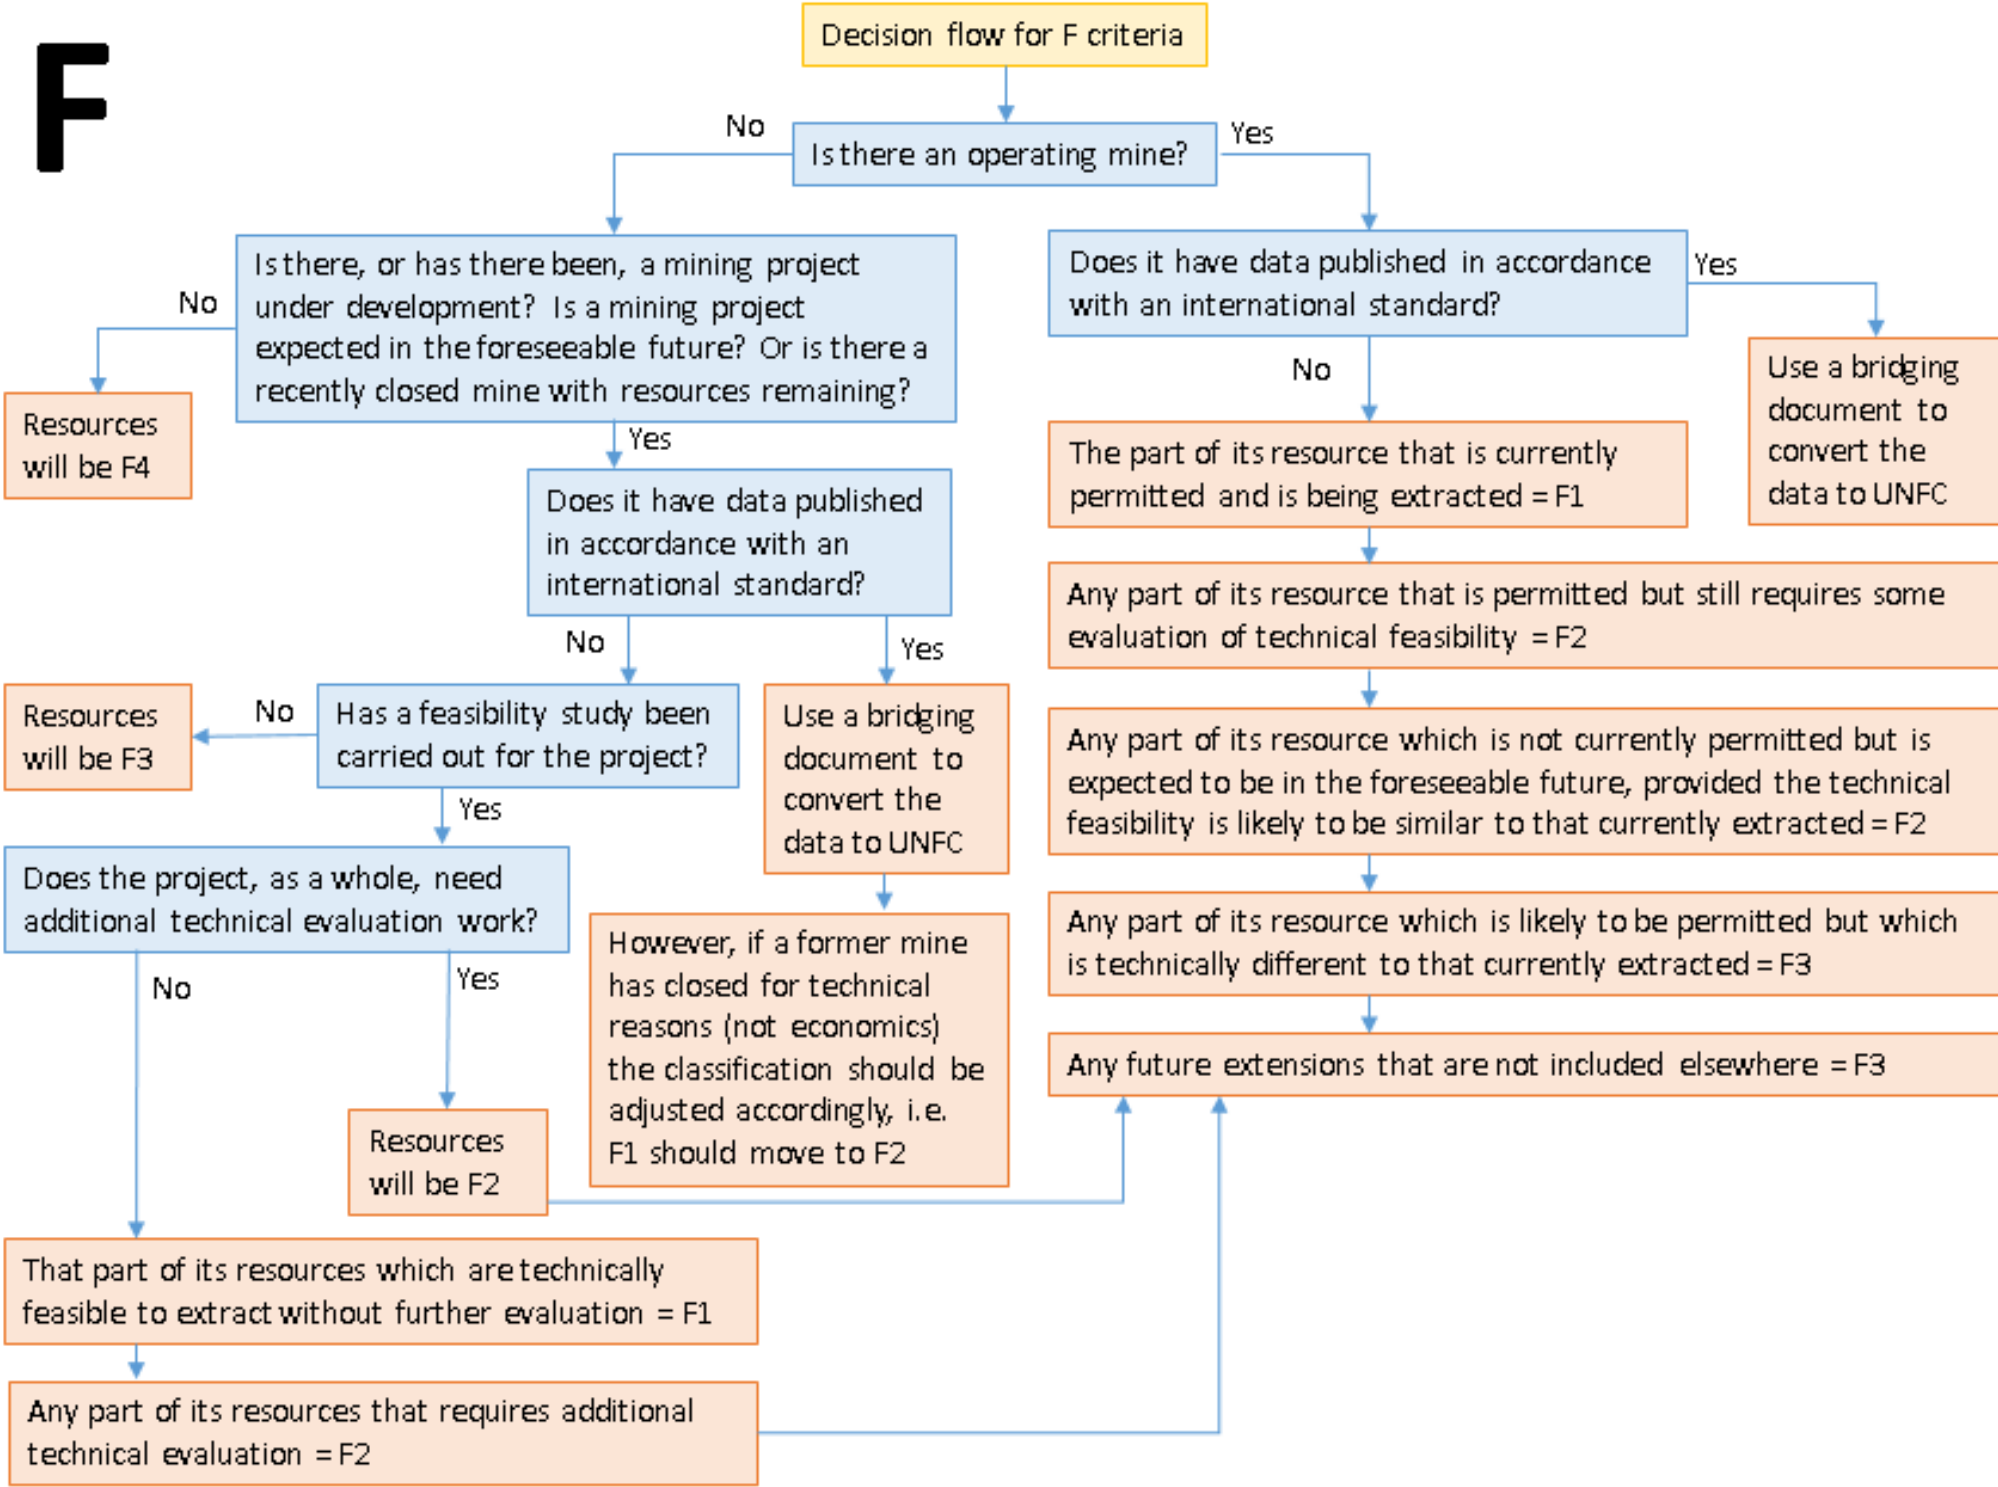 F
Decision flow for F criteria
No
Yes
Is there an operating mine?
Is there, or has there been, a mining project
under development? Is a mining project
expected in the foreseeable future? Or is there a
recently closed mine with resources remaining?
No
Does it have data published in accordance
with an international standard?
Yes
Resources
will be F4
Yes
No
Use a bridging
document to
convert the
data to UNFC
Does it have data published
in accordance with an
international standard?
The part of its resource that is currently
permitted and is being extracted = F1
No
Yes
Any part of its resource that is permitted but still requires some
evaluation of technical feasibility = F2
Resources
will be F3
No
Has a feasibility study been
carried out for the project?
Use a bridging
document to
convert the
data to UNFC
Any part of its resource which is not currently permitted but is
expected to be in the foreseeable future, provided the technical
feasibility is likely to be similar to that currently extracted = F2
Yes
Does the project, as a whole, need
additional technical evaluation work?
However, if a former mine
has closed for technical
reasons (not economics)
the classification should be
adjusted accordingly, i.e.
F1 should move to F2
Any part of its resource which is likely to be permitted but which
is technically different to that currently extracted = F3
No
Yes
Any future extensions that are not included elsewhere = F3
Resources
will be F2
That part of its resources which are technically
feasible to extract without further evaluation = F1
Any part of its resources that requires additional
technical evaluation = F2